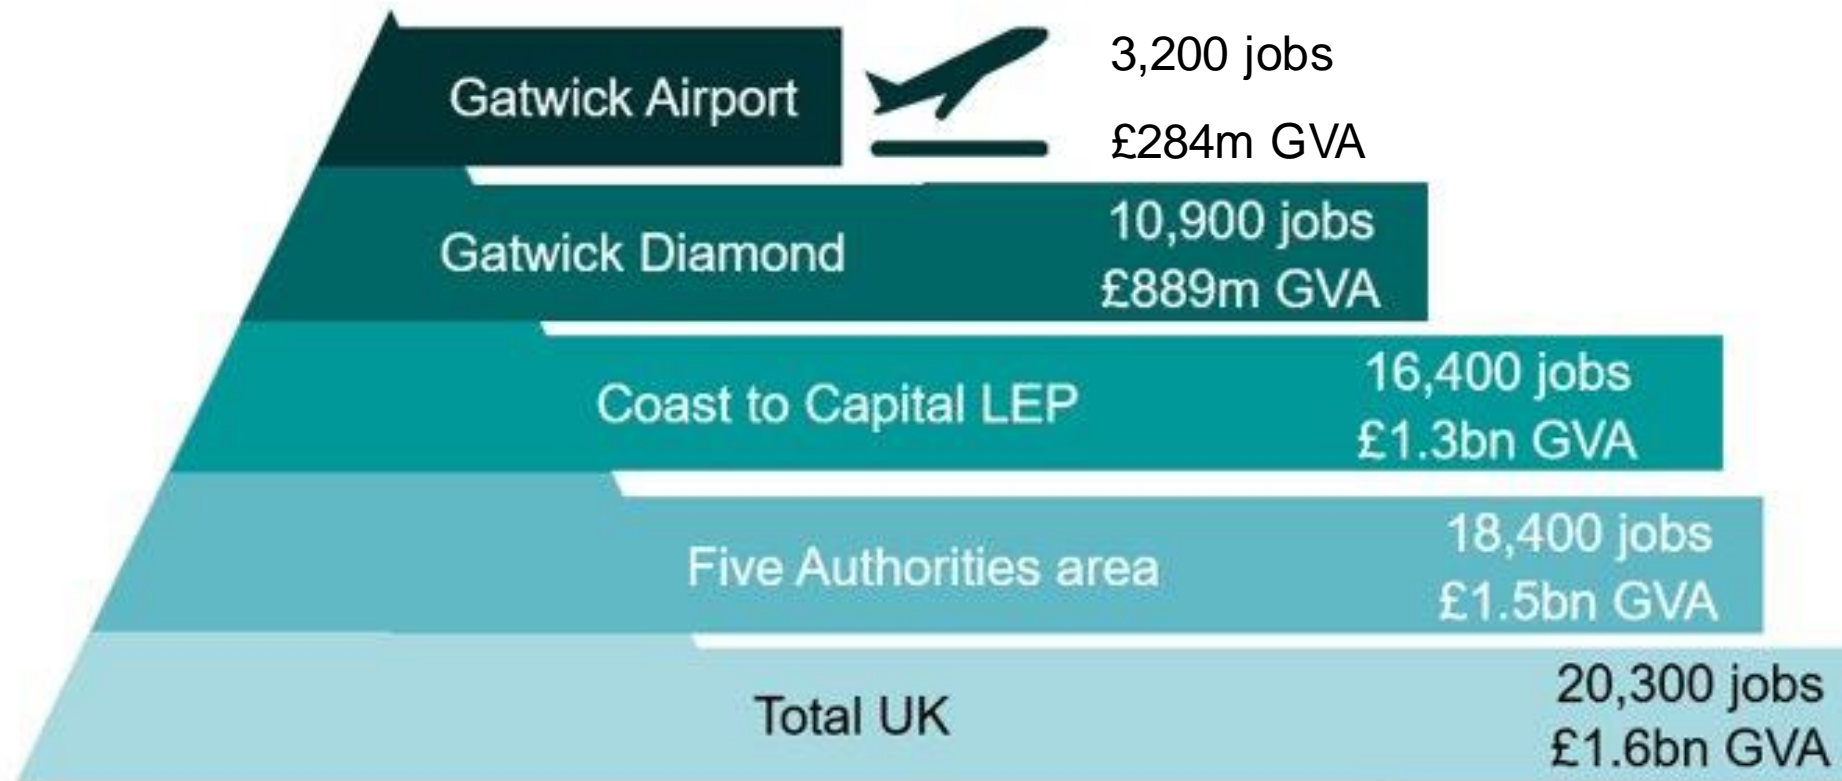 Gatwick Airport
3,200 jobs
£284m GVA
Gatwick Diamond
10,900 jobs
£889m GVA
Coast to Capital LEP
16,400 jobs
£1.3bn GVA
Five Authorities area
18,400 jobs
£1.5bn GVA
Total UK
20,300 jobs
£1.6bn GVA